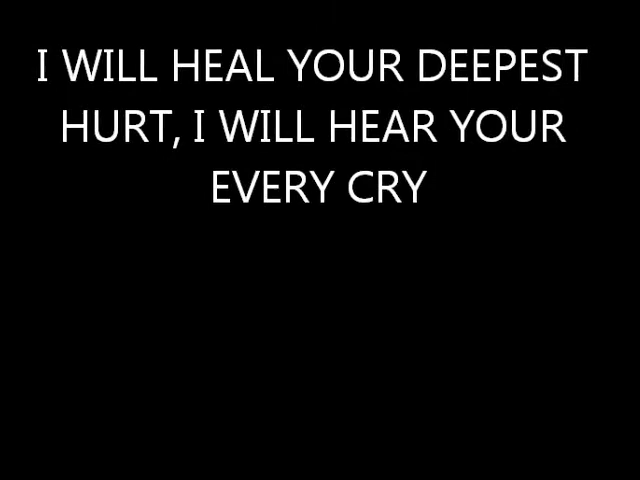 I WILL HEAL YOUR DEEPEST
HURT, I WILL HEAR YOUR
EVERY CRY